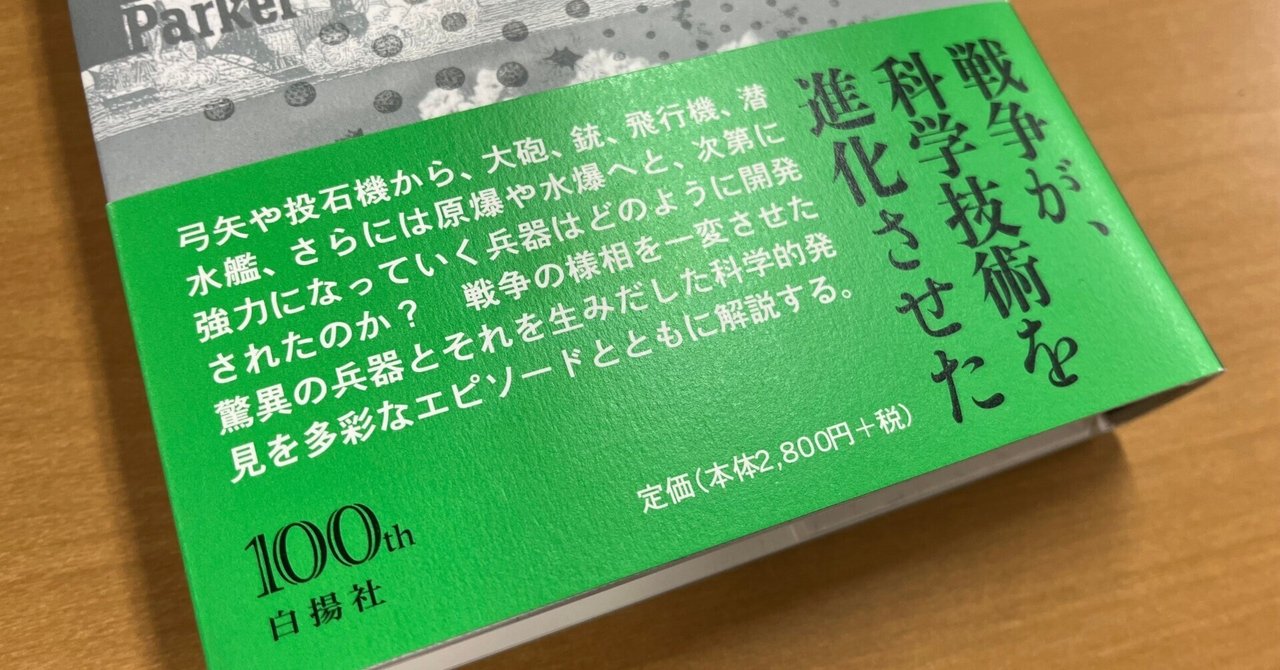 Parker
戦争が、
科学技術を
進化させた
弓矢や投石機から、大砲、銃、飛行機、潜
水艦、さらには原爆や水爆へと、次第に
強力になっていく兵器はどのように開発
されたのか？　戦争の様相を一変させた
驚異の兵器とそれを生みだした科学的発
見を多彩なエピソードとともに解説する。
定価（本体2,800円＋税）
100th
白揚社